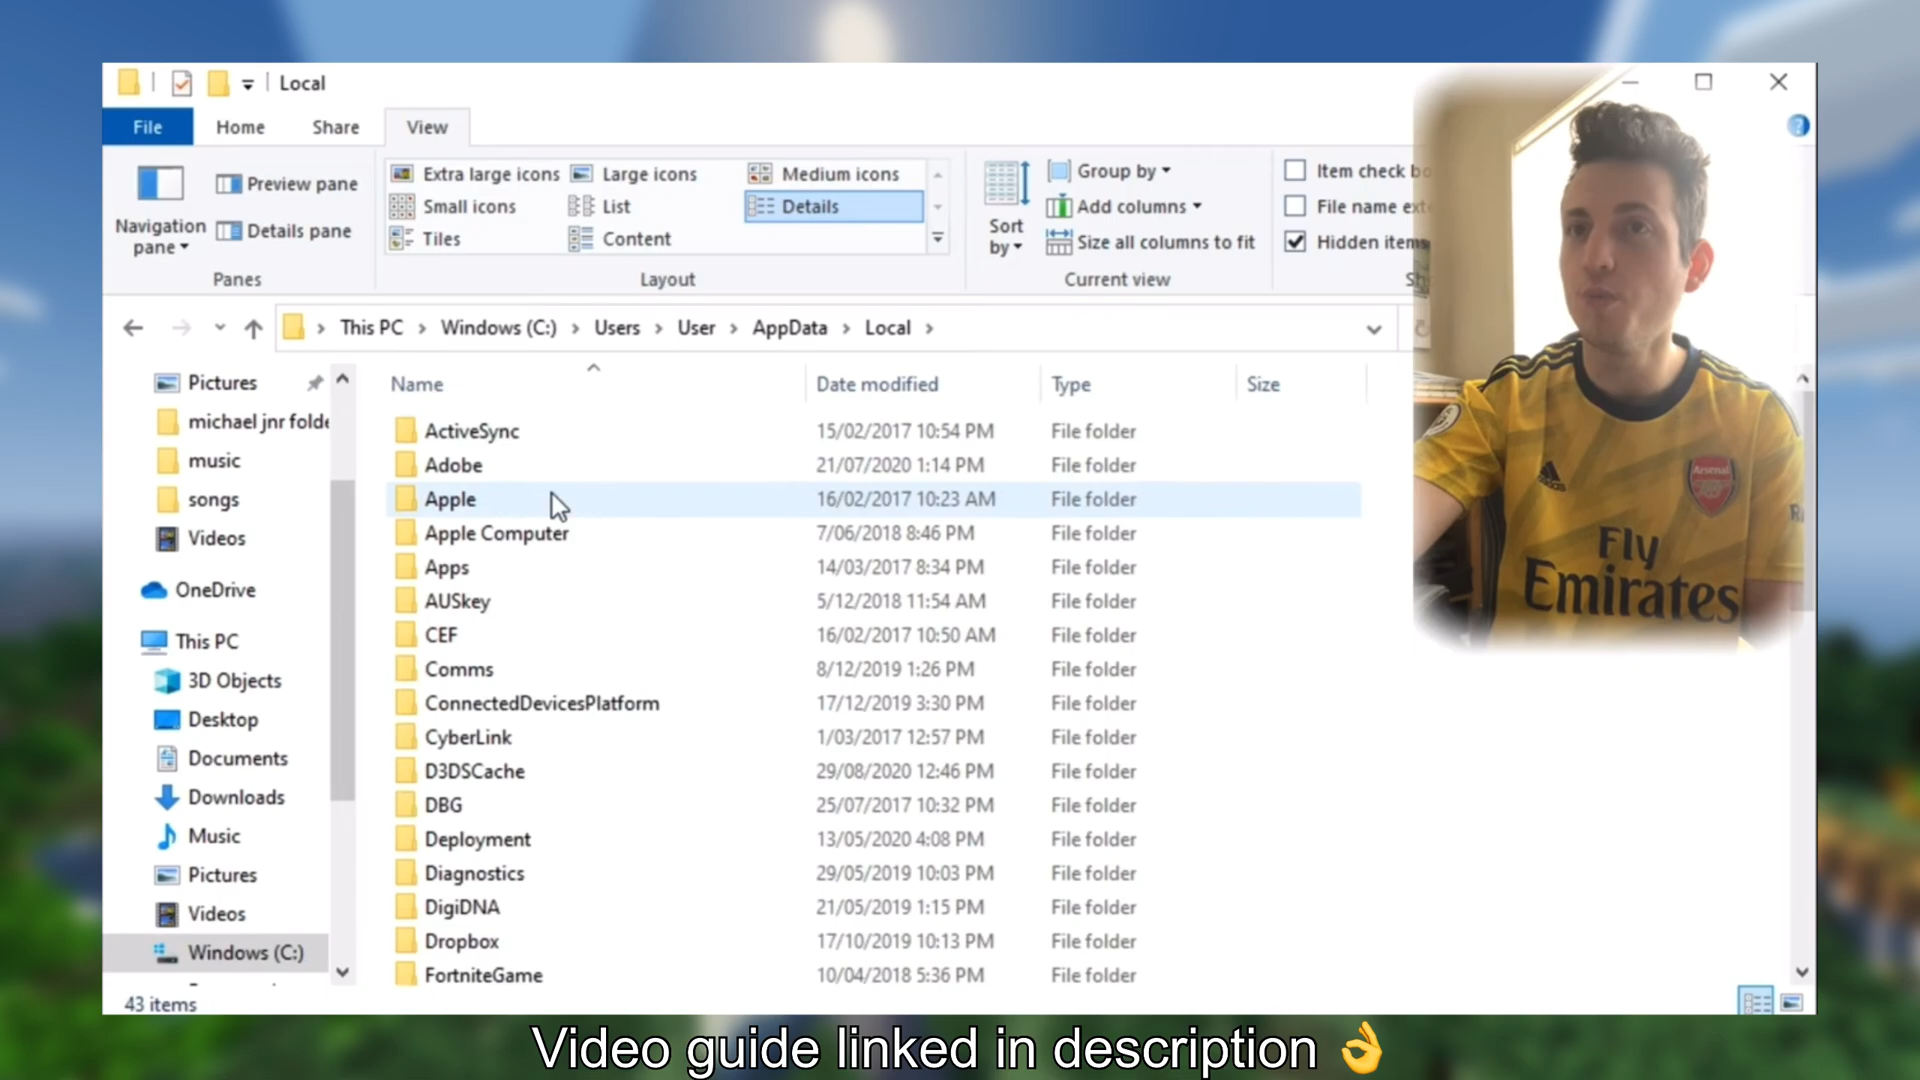 Local
File Home Share View
Navigation pane
Preview pane
Details pane
Panes
Extra large icons Large icons Medium icons
Small icons List Details
Tiles Content
Layout
Sort by
Group by
Add columns
Size all columns to fit
Current view
Item check
File name
Hidden items
This PC Windows (C:) Users User AppData Local
Pictures
michael jnr folde
music
songs
Videos
OneDrive
This PC
3D Objects
Desktop
Documents
Downloads
Music
Pictures
Videos
Windows (C:)
Name Date modified Type Size
ActiveSync 15/02/2017 10:54 PM File folder
Adobe 21/07/2020 1:14 PM File folder
Apple 16/02/2017 10:23 AM File folder
Apple Computer 7/06/2018 8:46 PM File folder
Apps 14/03/2017 8:34 PM File folder
AUSkey 5/12/2018 11:54 AM File folder
CEF 16/02/2017 10:50 AM File folder
Comms 8/12/2019 1:26 PM File folder
ConnectedDevicesPlatform 17/12/2019 3:30 PM File folder
CyberLink 1/03/2017 12:57 PM File folder
D3DSCache 29/08/2020 12:46 PM File folder
DBG 25/07/2017 10:32 PM File folder
Deployment 13/05/2020 4:08 PM File folder
Diagnostics 29/05/2019 10:03 PM File folder
DigiDNA 21/05/2019 1:15 PM File folder
Dropbox 17/10/2019 10:13 PM File folder
FortniteGame 10/04/2018 5:36 PM File folder
43 items
Arsenal
adidas
Fly
Emirates
Video guide linked in description 👌